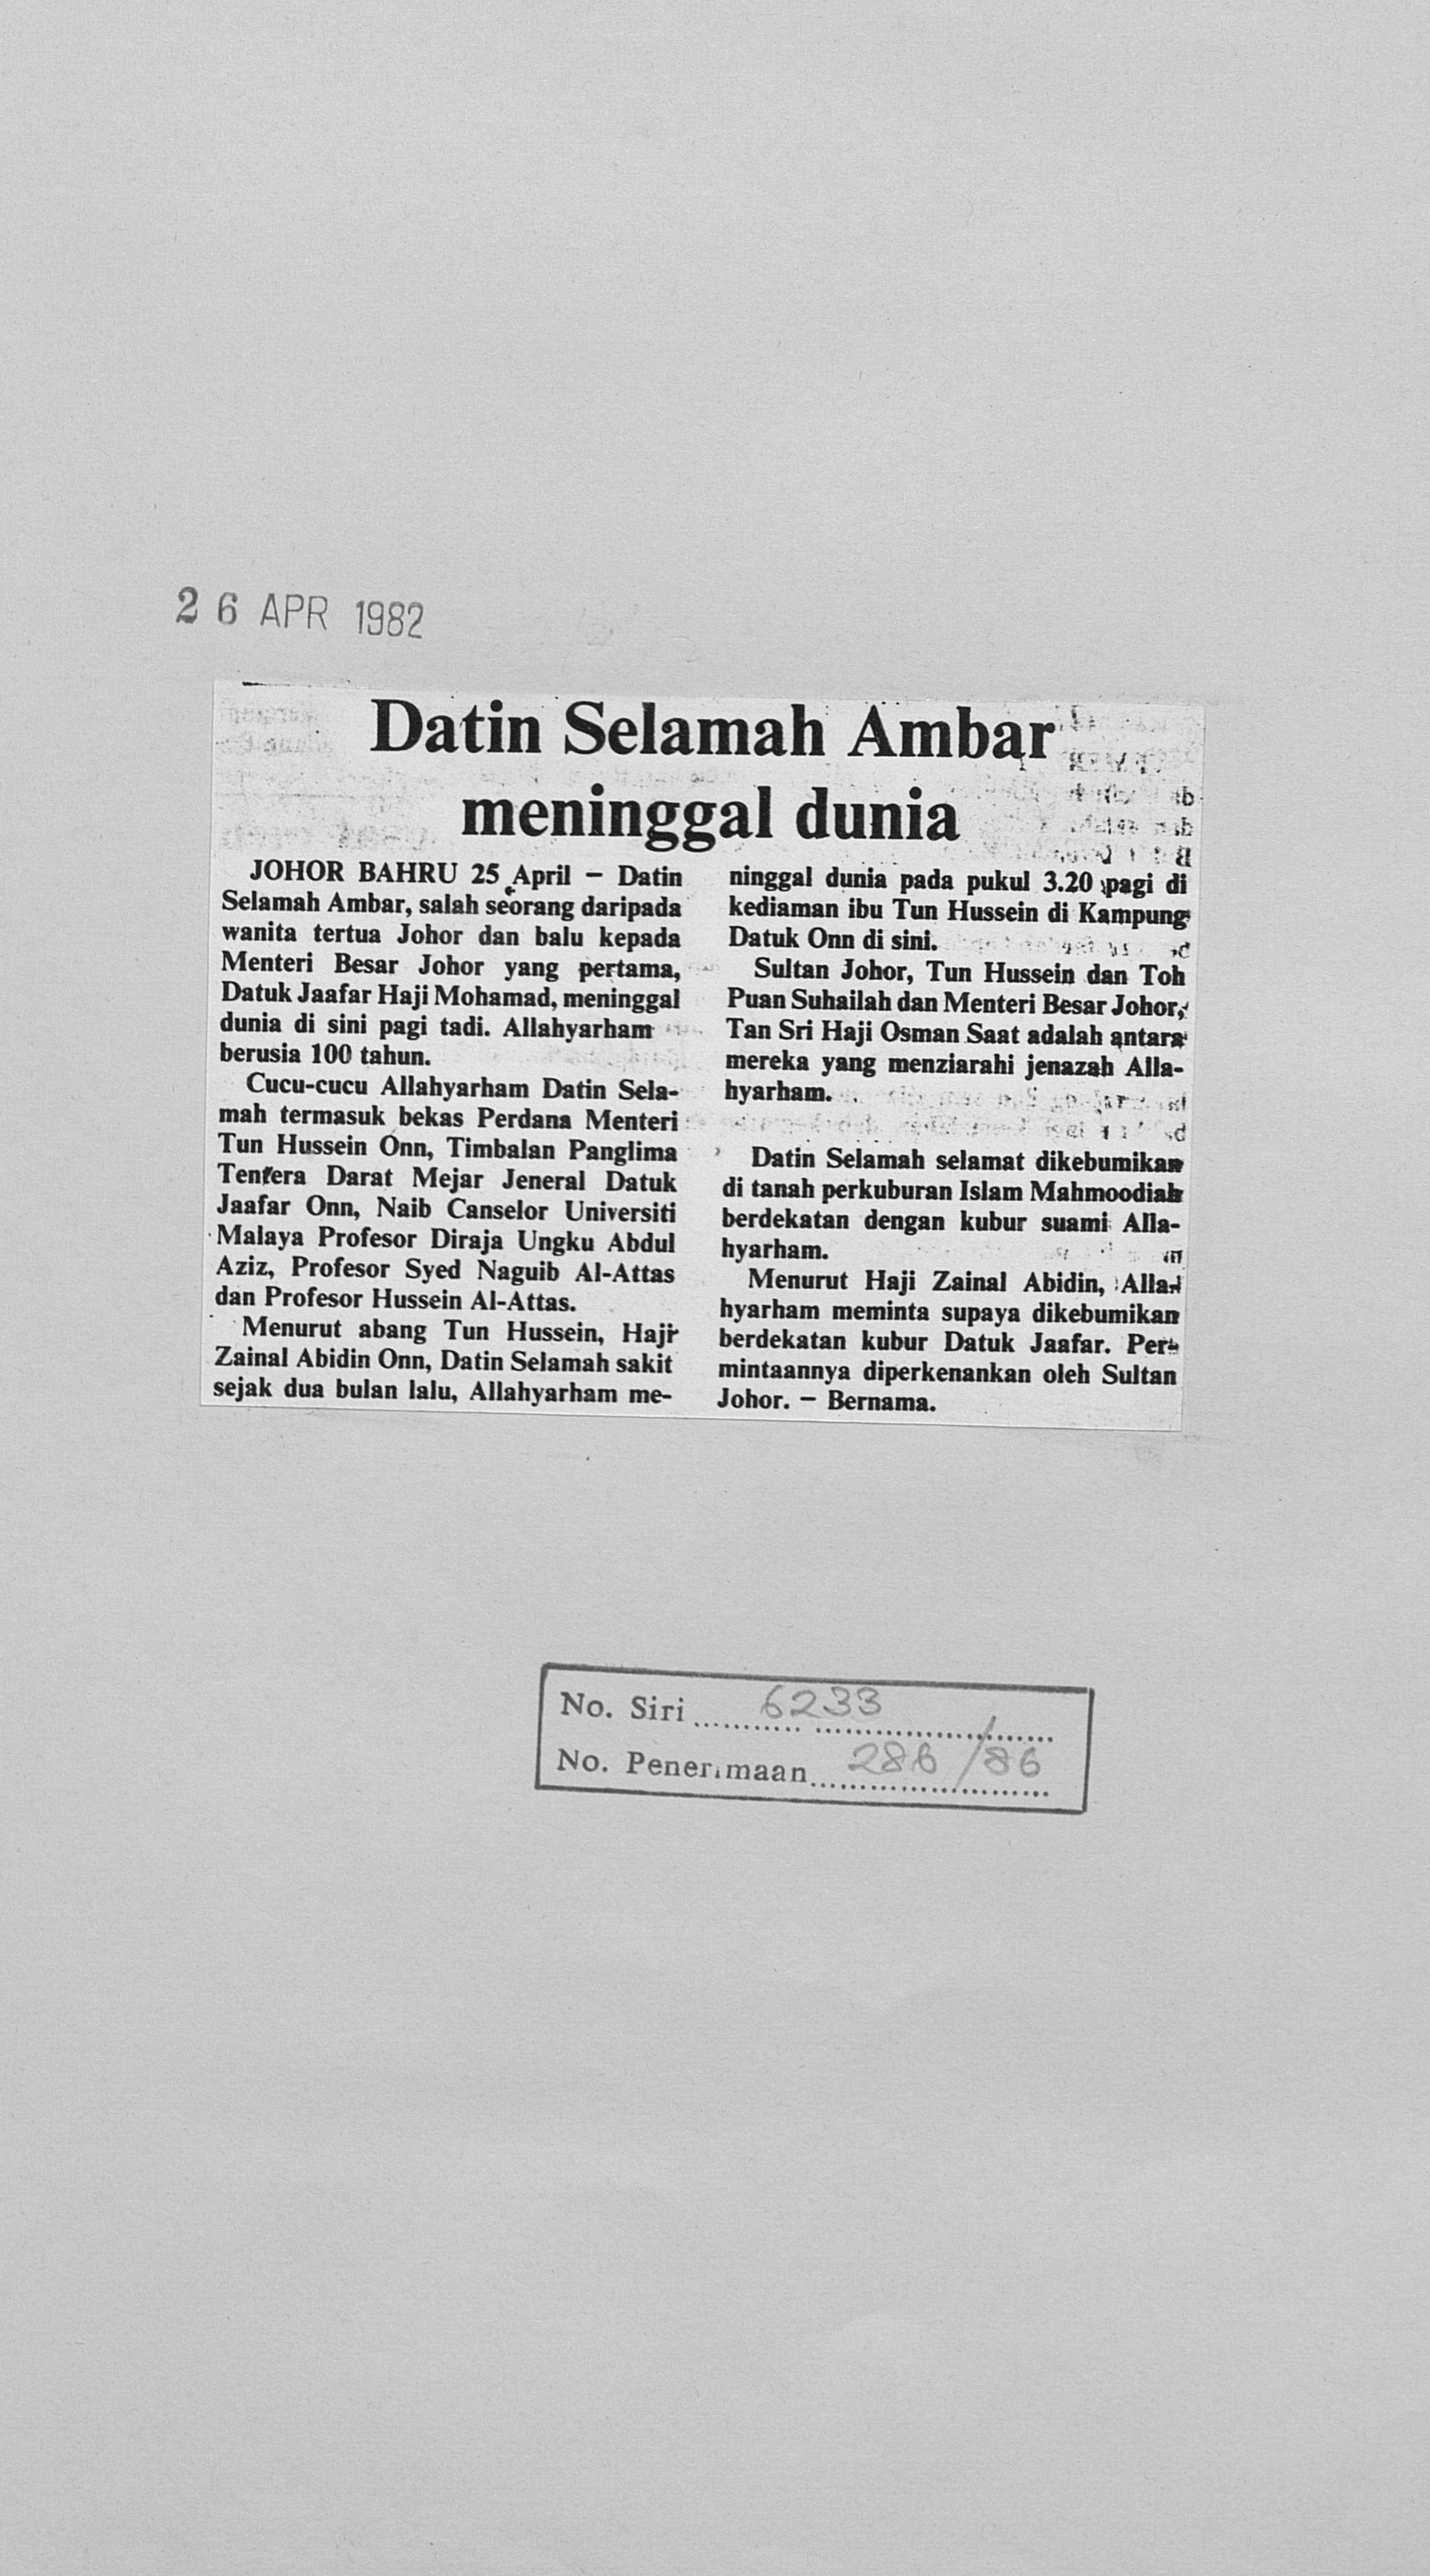 26 APR 1982
Datin Selamah Ambar
meninggal dunia
JOHOR BAHRU 25 April – Datin
Selamah Ambar, salah seorang daripada
wanita tertua Johor dan balu kepada
Menteri Besar Johor yang pertama,
Datuk Jaafar Haji Mohamad, meninggal
dunia di sini pagi tadi. Allahyarham
berusia 100 tahun.
Cucu-cucu Allahyarham Datin Sela-
mah termasuk bekas Perdana Menteri
Tun Hussein Onn, Timbalan Panglima
Tentera Darat Mejar Jeneral Datuk
Jaafar Onn, Naib Canselor Universiti
Malaya Profesor Diraja Ungku Abdul
Aziz, Profesor Syed Naguib Al-Attas
dan Profesor Hussein Al-Attas.
Menurut abang Tun Hussein, Haji
Zainal Abidin Onn, Datin Selamah sakit
sejak dua bulan lalu, Allahyarham me-
ninggal dunia pada pukul 3.20 pagi di
kediaman ibu Tun Hussein di Kampung
Datuk Onn di sini.
Sultan Johor, Tun Hussein dan Toh
Puan Suhailah dan Menteri Besar Johor,
Tan Sri Haji Osman Saat adalah antara
mereka yang menziarahi jenazah Alla-
hyarham.
Datin Selamah selamat dikebumikan
di tanah perkuburan Islam Mahmoodiah
berdekatan dengan kubur suami Alla-
hyarham.
Menurut Haji Zainal Abidin, Alla-
hyarham meminta supaya dikebumikan
berdekatan kubur Datuk Jaafar. Per-
mintaannya diperkenankan oleh Sultan
Johor. – Bernama.
No. Siri 6233
No. Penerimaan 286/86